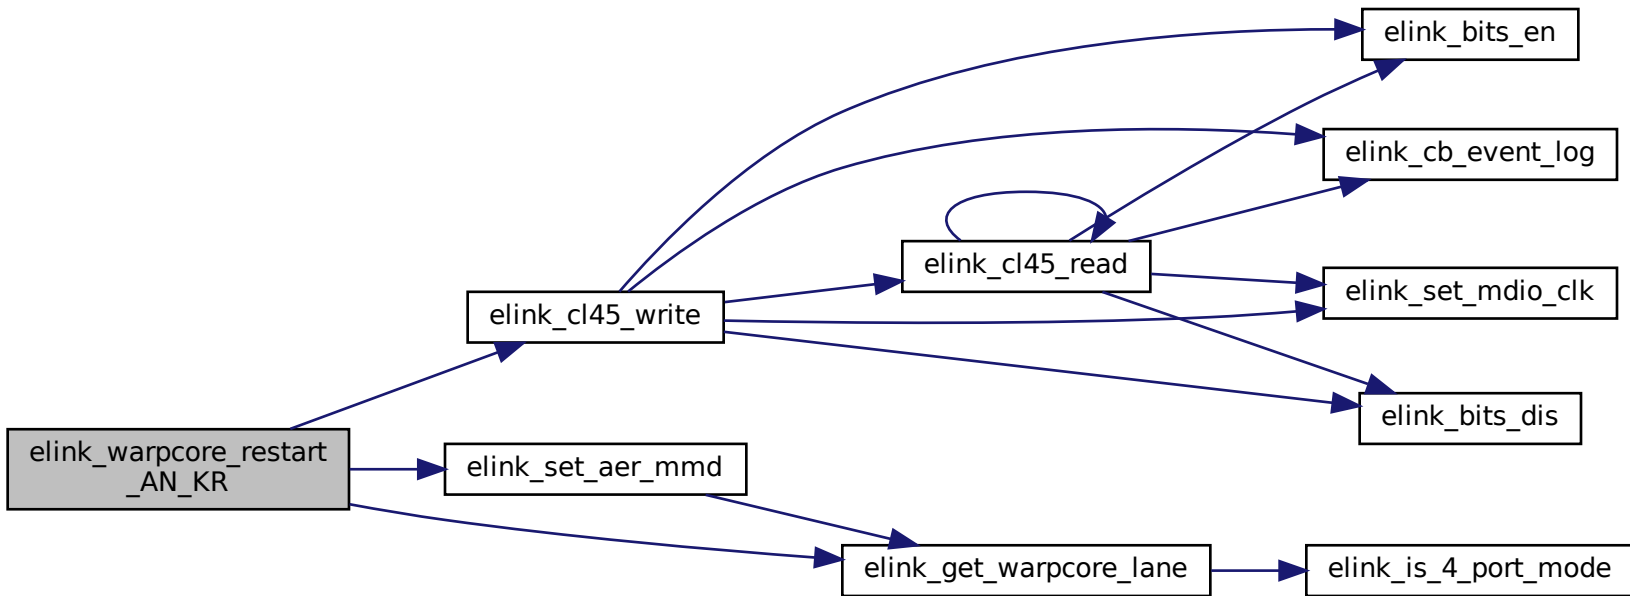 elink_bits_en
elink_cb_event_log
elink_cl45_read
elink_set_mdio_clk
elink_cl45_write
elink_bits_dis
elink_warpcore_restart
_AN_KR
elink_set_aer_mmd
elink_get_warpcore_lane
elink_is_4_port_mode